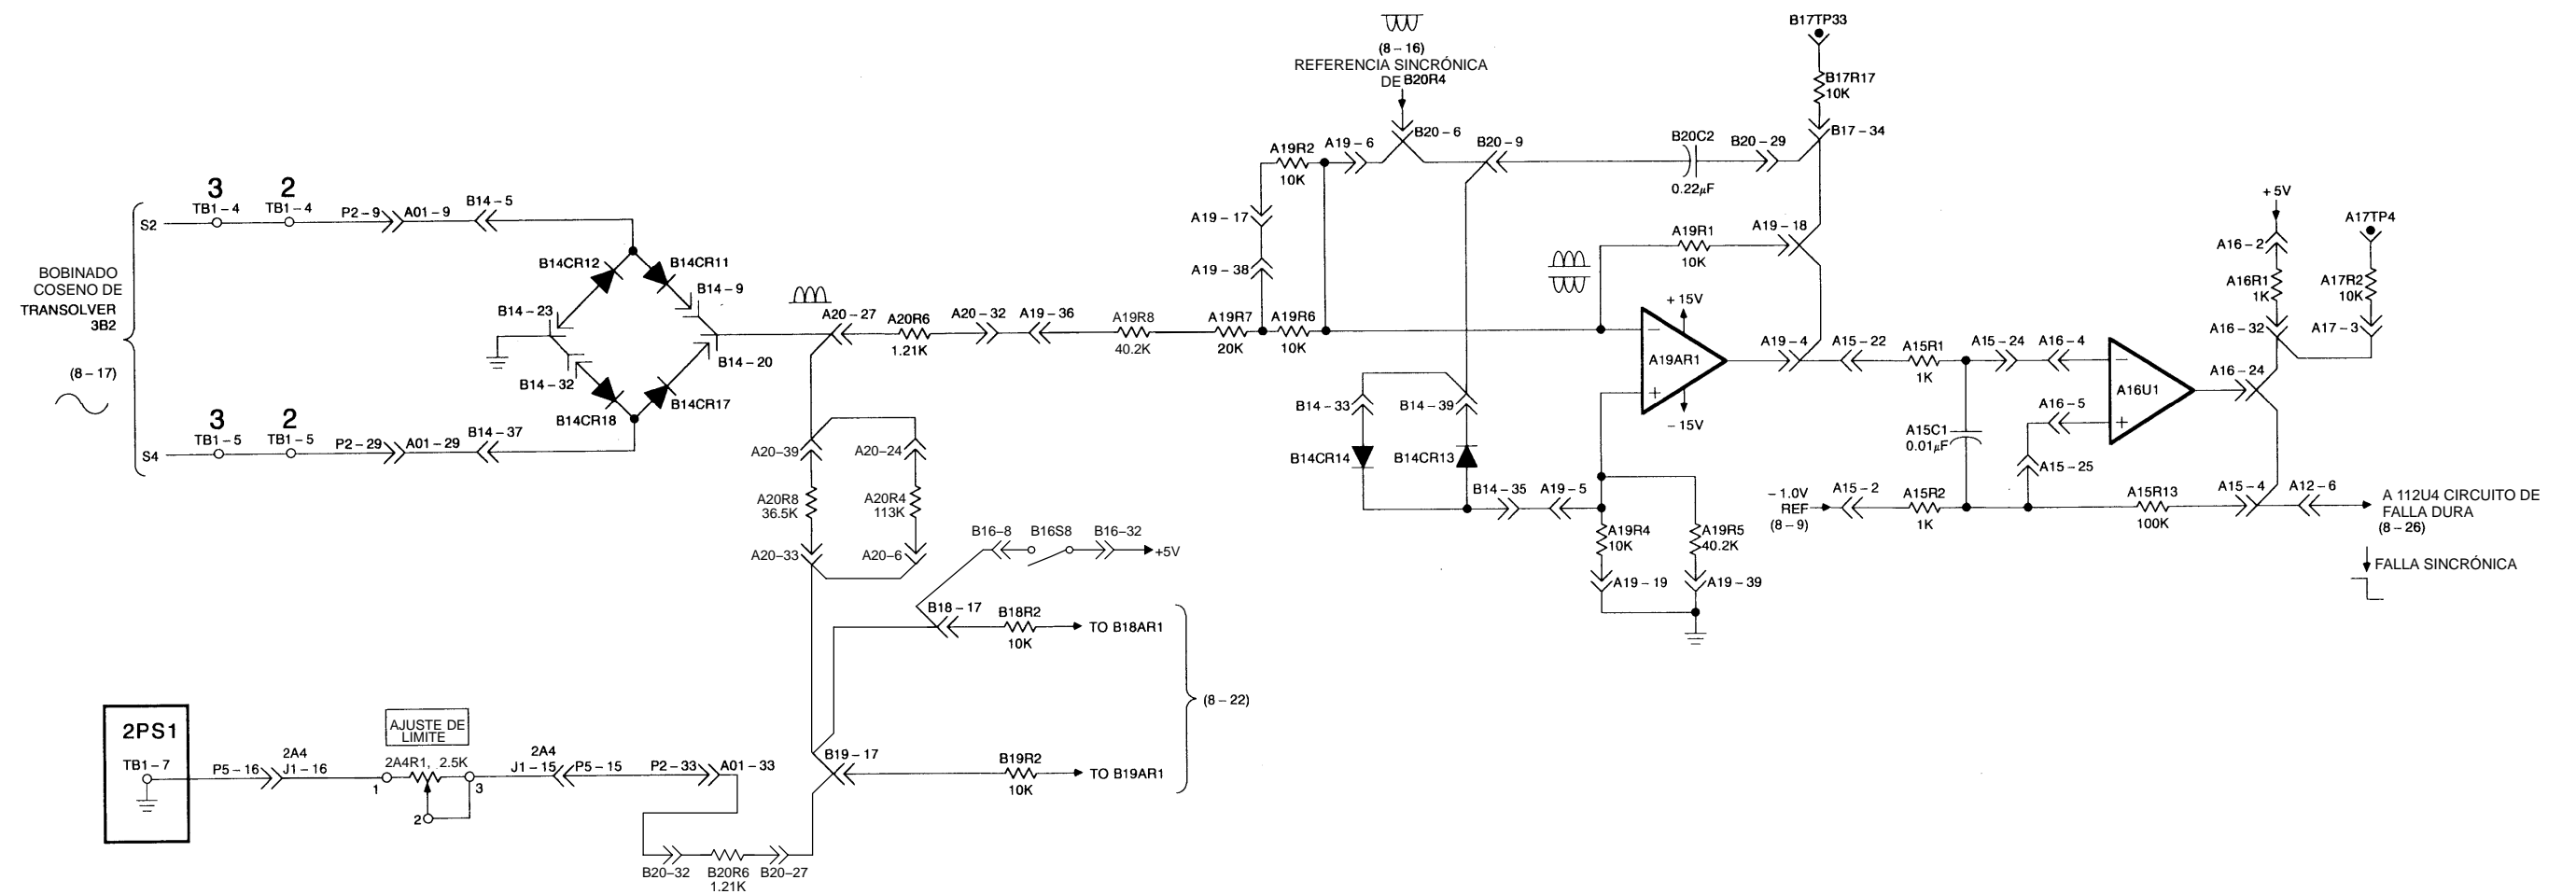 (8-16)
REFERENCIA SINCRÓNICA
DE B20R4
B17TP33
B17R17
10K
B17-34
B20-6
A19-6
A19R2
10K
B20-9
B20C2
0.22µF
B20-29
BOBINADO
COSENO DE
TRANSOLVER
3B2
(8-17)
S2
3
TB1-4
2
TB1-4
P2-9
A01-9
B14-5
B14CR12
B14CR11
B14-9
B14-23
B14-20
B14-32
B14CR18
B14CR17
S4
3
TB1-5
2
TB1-5
P2-29
A01-29
B14-37
A20-27
A20R6
1.21K
A20-32
A19-36
A19R8
40.2K
A19R7
20K
A19R6
10K
A19-17
A19-38
A19R1
10K
A19-18
+15V
A19AR1
−
+
-15V
A19-4
A15-22
A15R1
1K
A15-24
A16-4
A16-5
A16U1
−
+
A16-24
+5V
A16-2
A16R1
1K
A16-32
A17TP4
A17R2
10K
A17-3
A20-39
A20-24
A20R8
36.5K
A20R4
113K
A20-33
A20-6
B14-33
B14-39
B14CR14
B14CR13
B14-35
A19-5
A19R4
10K
A19R5
40.2K
A19-19
A19-39
A15C1
0.01µF
A15-25
-1.0V
REF
(8-9)
A15-2
A15R2
1K
A15R13
100K
A15-4
A12-6
A 112U4 CIRCUITO DE
FALLA DURA
(8-26)
FALLA SINCRÓNICA
B16-8
B16S8
B16-32
+5V
B18-17
B18R2
10K
TO B18AR1
(8-22)
B19-17
B19R2
10K
TO B19AR1
2PS1
TB1-7
P5-16
2A4
J1-16
AJUSTE DE
LIMITE
2A4R1, 2.5K
1
2
3
2A4
J1-15
P5-15
P2-33
A01-33
B20-32
B20R6
1.21K
B20-27